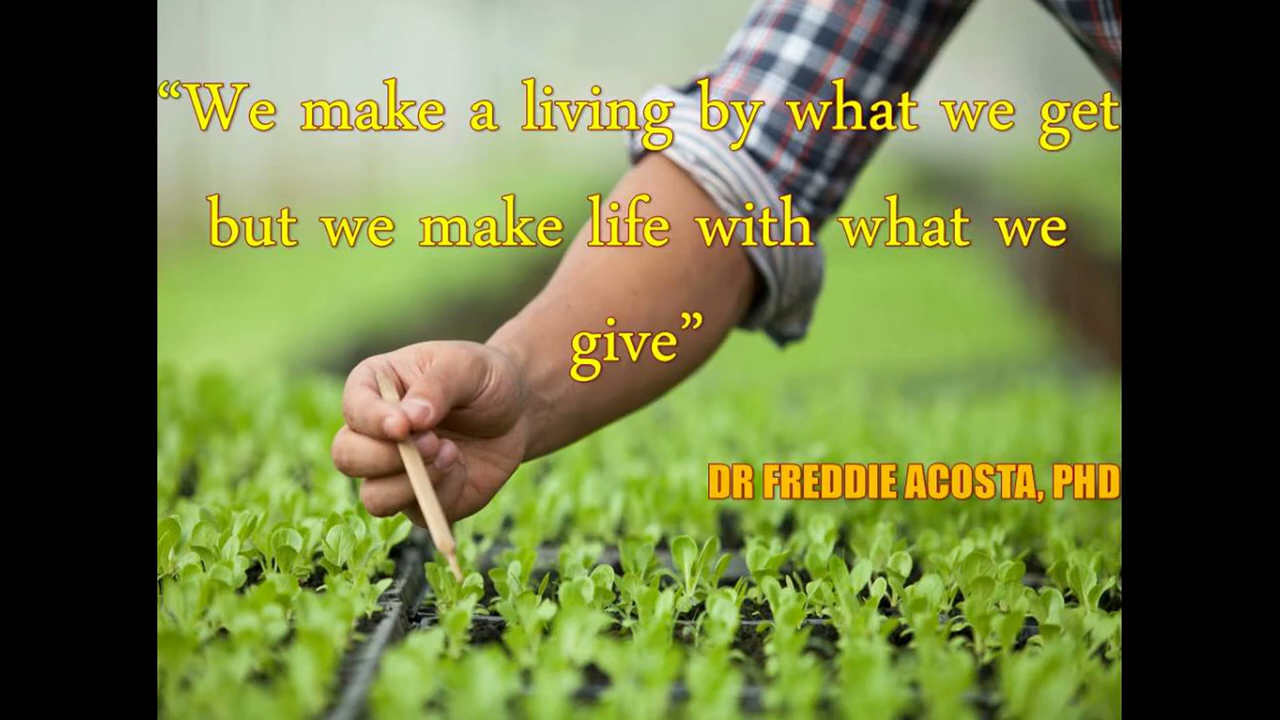 “We make a living by what we get
but we make life with what we
give”
DR FREDDIE ACOSTA, PHD